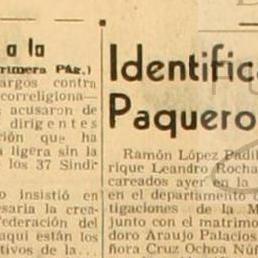 a la
(Primera Pág.)
argos contra
correligiona—
acusaron de
dirigentes
ción que ha
ligera sin la
los 37 Sindi
o insistió en
esaria la crea-
federación del
aquí están los
tivos de la...
Identifica
Paquero
Ramón López Padil
rique Leandro Rocha
careados ayer en la
en el departamento d
tigaciones de la M
junto con el matrimo
doro Araujo Palacios
ñora Cruz Ochoa Núñ